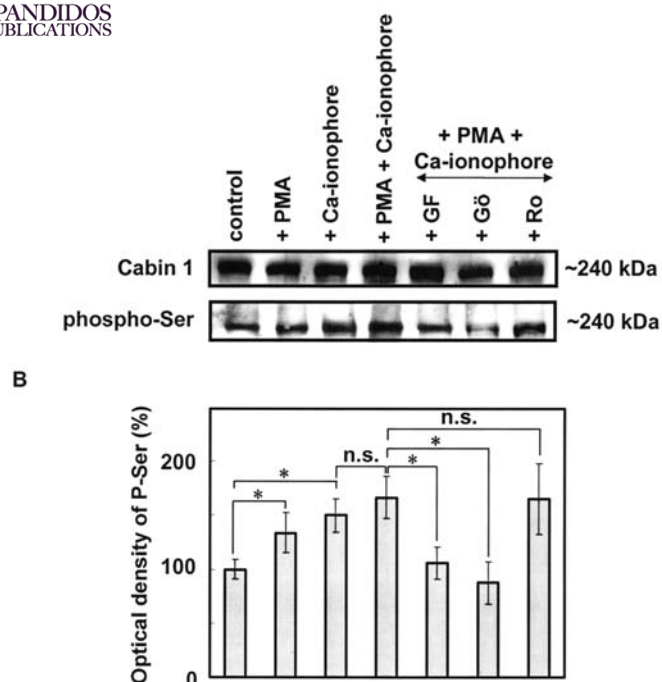 PANDIDOS
UBLICATIONS
control
+ PMA
+ Ca-ionophore
+ PMA + Ca-ionophore
+ PMA +
Ca-ionophore
+ GF
+ Gö
+ Ro
Cabin 1
~240 kDa
phospho-Ser
~240 kDa
B
Optical density of P-Ser (%)
200
100
0
n.s.
*
n.s.
*
*
*